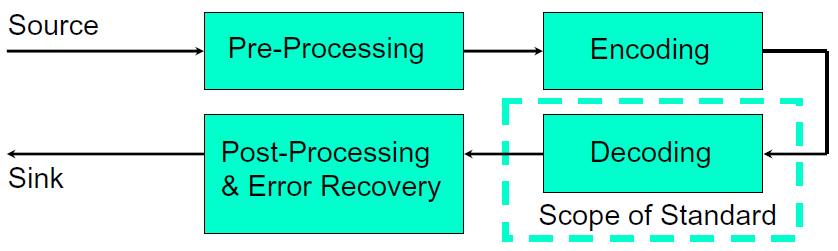 Source
Pre-Processing
Encoding
Post-Processing
& Error Recovery
Decoding
Sink
Scope of Standard